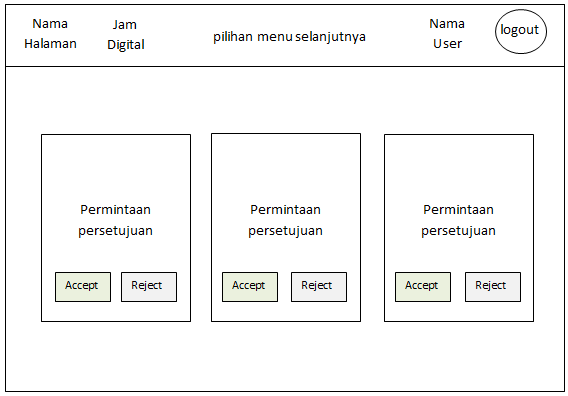 Nama
Halaman
Jam
Digital
pilihan menu selanjutnya
Nama
User
logout
Permintaan
persetujuan
Accept
Reject
Permintaan
persetujuan
Accept
Reject
Permintaan
persetujuan
Accept
Reject